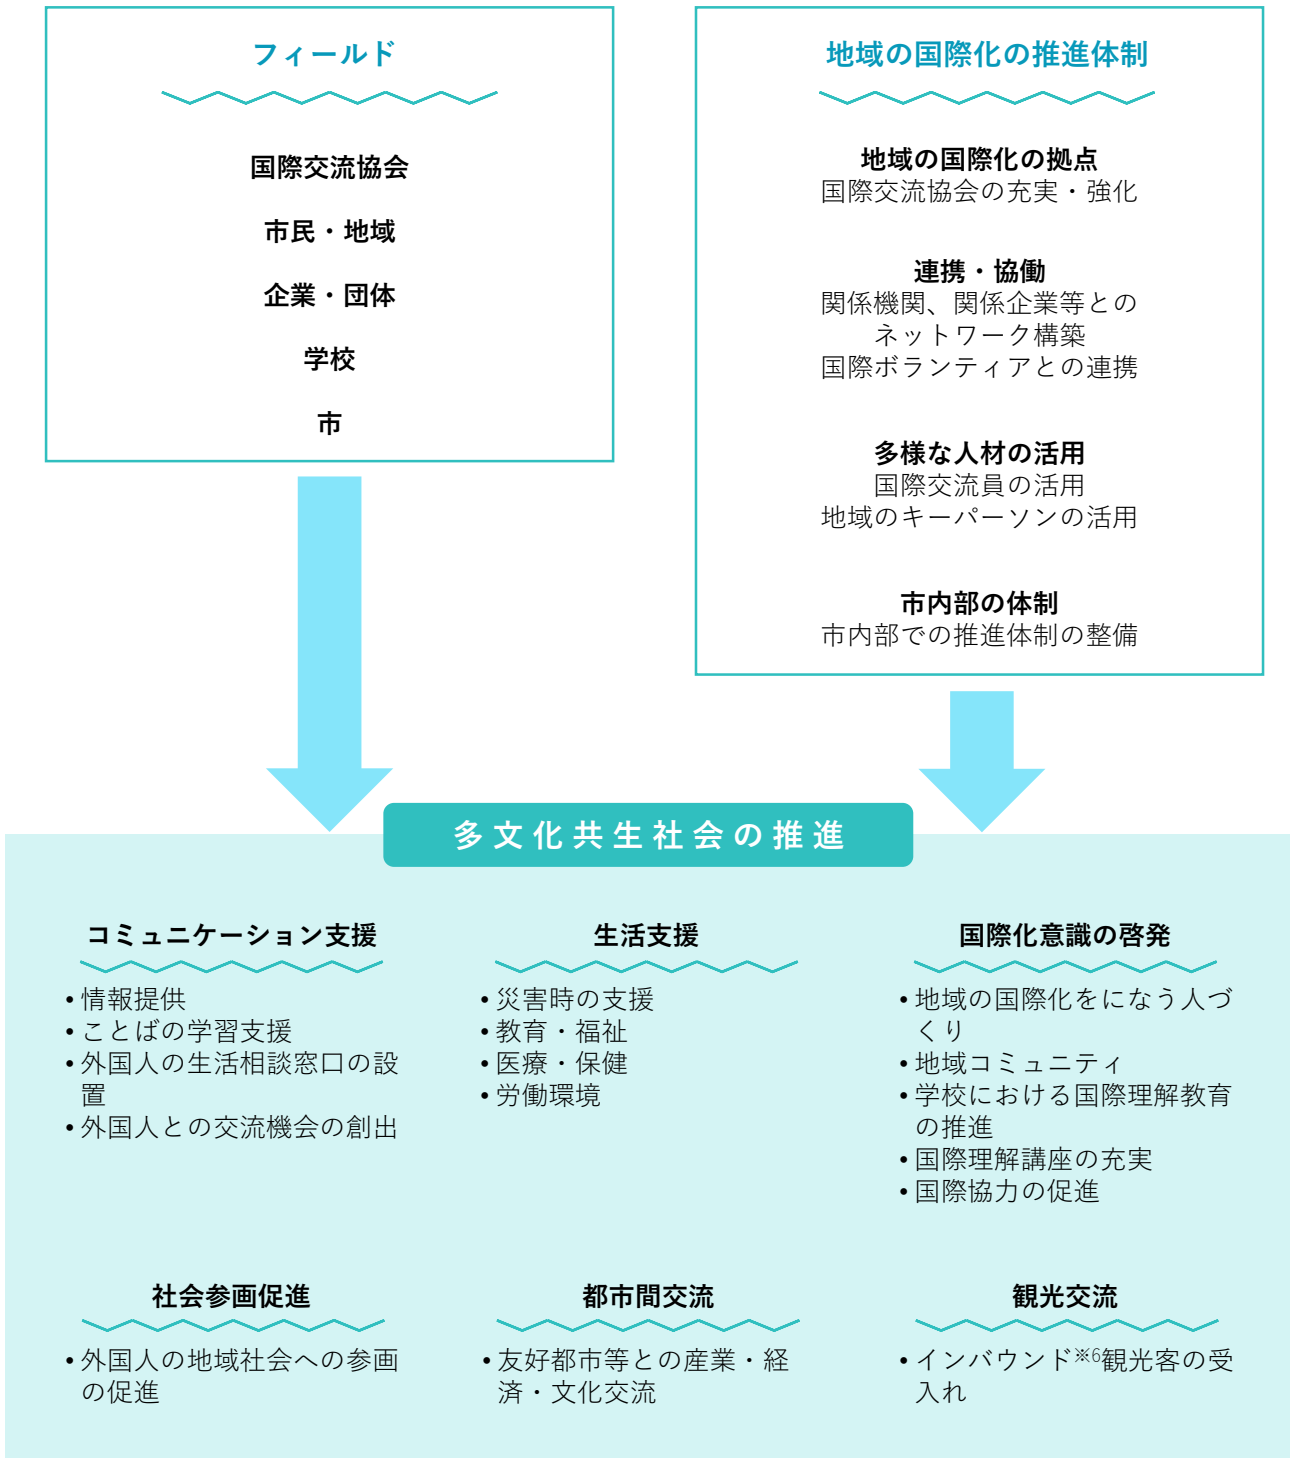 フィールド
国際交流協会
市民・地域
企業・団体
学校
市
地域の国際化の推進体制
地域の国際化の拠点
国際交流協会の充実・強化
連携・協働
関係機関、関係企業等との
ネットワーク構築
国際ボランティアとの連携
多様な人材の活用
国際交流員の活用
地域のキーパーソンの活用
市内部の体制
市内部での推進体制の整備
多文化共生社会の推進
コミュニケーション支援
• 情報提供
• ことばの学習支援
• 外国人の生活相談窓口の設
置
• 外国人との交流機会の創出
生活支援
• 災害時の支援
• 教育・福祉
• 医療・保健
• 労働環境
国際化意識の啓発
• 地域の国際化をになう人づ
くり
• 地域コミュニティ
• 学校における国際理解教育
の推進
• 国際理解講座の充実
• 国際協力の促進
社会参画促進
• 外国人の地域社会への参画
の促進
都市間交流
• 友好都市等との産業・経
済・文化交流
観光交流
• インバウンド※6観光客の受
入れ